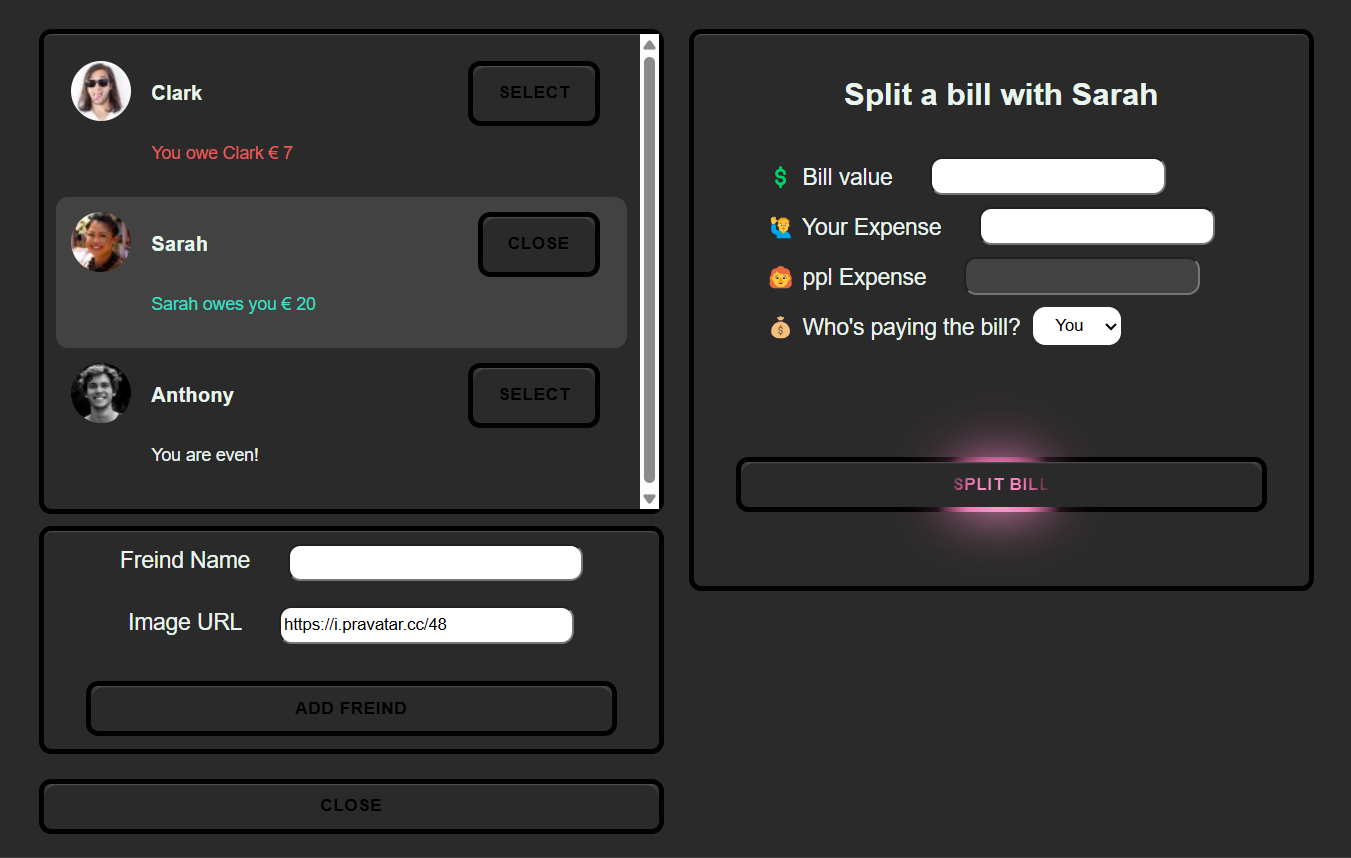 Clark
SELECT
You owe Clark € 7
Sarah
CLOSE
Sarah owes you € 20
Anthony
SELECT
You are even!
Freind Name
Image URL
https://i.pravatar.cc/48
ADD FREIND
CLOSE
Split a bill with Sarah
Bill value
Your Expense
ppl Expense
Who's paying the bill?
You
SPLIT BILL